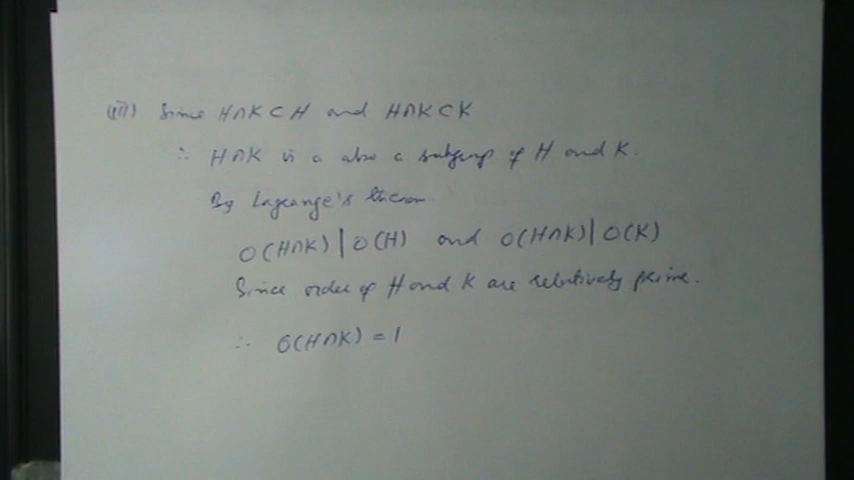 (iii) Since H∩K ⊂ H and H∩K ⊂ K
∴ H∩K is a also a subgroup of H and K.
By Lagrange's theorem
O(H∩K) | O(H) and O(H∩K) | O(K)
Since order of H and K are relatively prime.
∴ O(H∩K) = 1